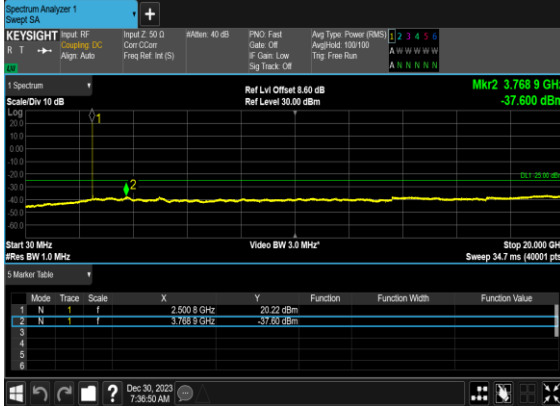 Spectrum Analyzer 1
Swept SA
+
KEYSIGHT Input: RF Input Z: 50 Ω #Atten: 40 dB PNO: Fast Avg Type: Power (RMS) 1 2 3 4 5 6
R T Coupling: DC Corr CCorr Gate: Off Avg|Hold: 100/100 A W W W W W
Align: Auto Freq Ref: Int (S) IF Gain: Low Trig: Free Run
Sig Track: Off A N N N N N
1 Spectrum
Ref Lvl Offset 8.60 dB Mkr2 3.768 9 GHz
Scale/Div 10 dB Ref Level 30.00 dBm -37.600 dBm
Log
20.0
10.0
0.00
-10.0
-20.0
-30.0
-40.0
-50.0
-60.0
1
2
Start 30 MHz Video BW 3.0 MHz* Stop 20.000 GH
#Res BW 1.0 MHz Sweep 34.7 ms (40001 pts
5 Marker Table
Mode Trace Scale X Y Function Function Width Function Value
1 N 1 f 2.500 8 GHz 20.22 dBm
2 N 1 f 3.768 9 GHz -37.60 dBm
3
4
5
6
? Dec 30, 2023
7:36:50 AM